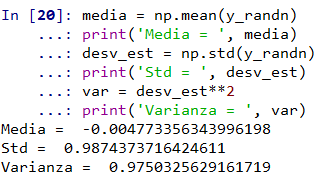 In [20]: media = np.mean(y_randn)
...: print('Media = ', media)
...: desv_est = np.std(y_randn)
...: print('Std = ', desv_est)
...: var = desv_est**2
...: print('Varianza = ', var)
Media =  -0.004773356343996198
Std =  0.9874373716424611
Varianza =  0.9750325629161719